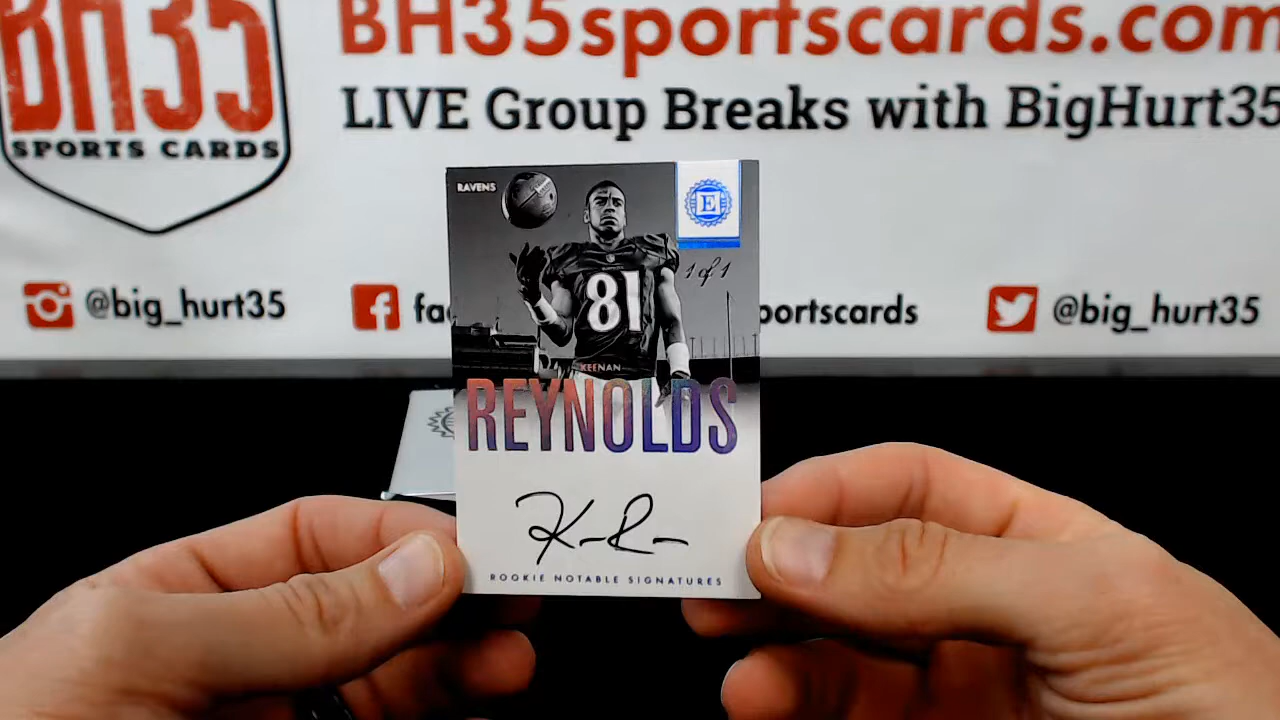 BH35
SPORTS CARDS
BH35sportscards.com
LIVE Group Breaks with BigHurt35
@big_hurt35
portscards
@big_hurt35
RAVENS
E
1 of 1
81
KEENAN
REYNOLDS
ROOKIE NOTABLE SIGNATURES